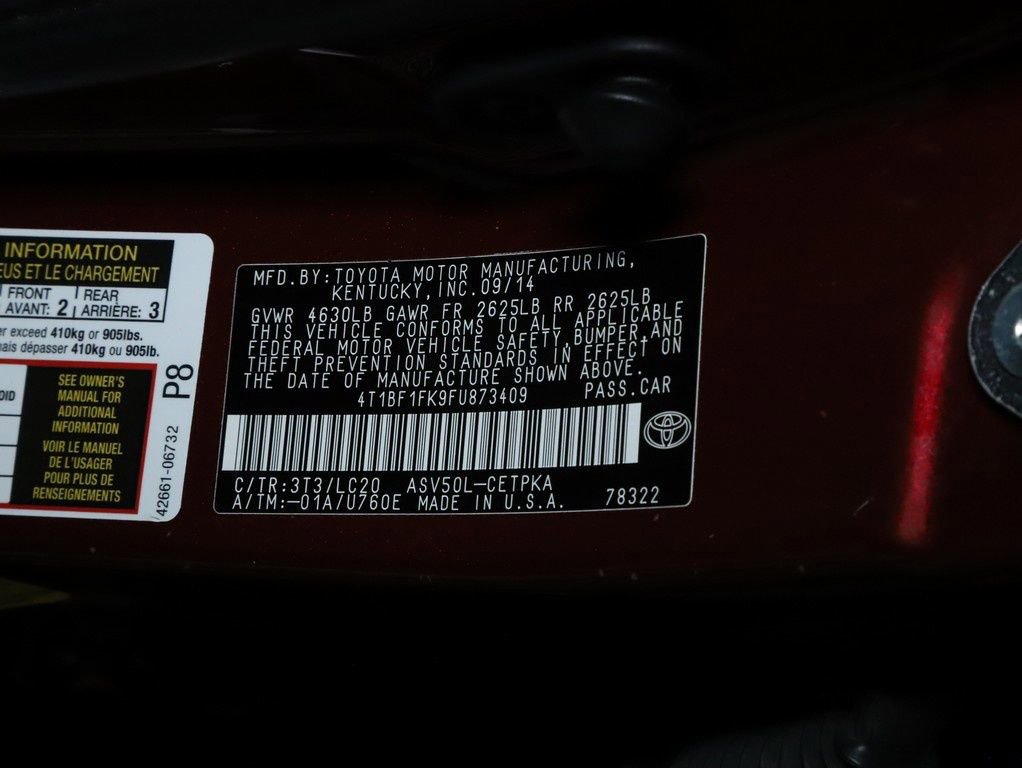 INFORMATION
EUS ET LE CHARGEMENT
FRONT
AVANT: 2
REAR
ARRIÈRE: 3
er exceed 410kg or 905lbs.
mais dépasser 410kg ou 905lb.
OID
SEE OWNER'S
MANUAL FOR
ADDITIONAL
INFORMATION
VOIR LE MANUEL
DE L'USAGER
POUR PLUS DE
RENSEIGNEMENTS
P8
42661-06732
MFD. BY: TOYOTA MOTOR MANUFACTURING,
KENTUCKY, INC. 09/14
GVWR 4630LB GAWR FR 2625LB RR 2625LB
THIS VEHICLE CONFORMS TO ALL APPLICABLE
FEDERAL MOTOR VEHICLE SAFETY, BUMPER, AND
THEFT PREVENTION STANDARDS IN EFFECT ON
THE DATE OF MANUFACTURE SHOWN ABOVE.
4T1BF1FK9FU873409 PASS. CAR
C/TR:3T3/LC20 ASV50L-CETPKA
A/TM:-01A/U760E MADE IN U.S.A. 78322